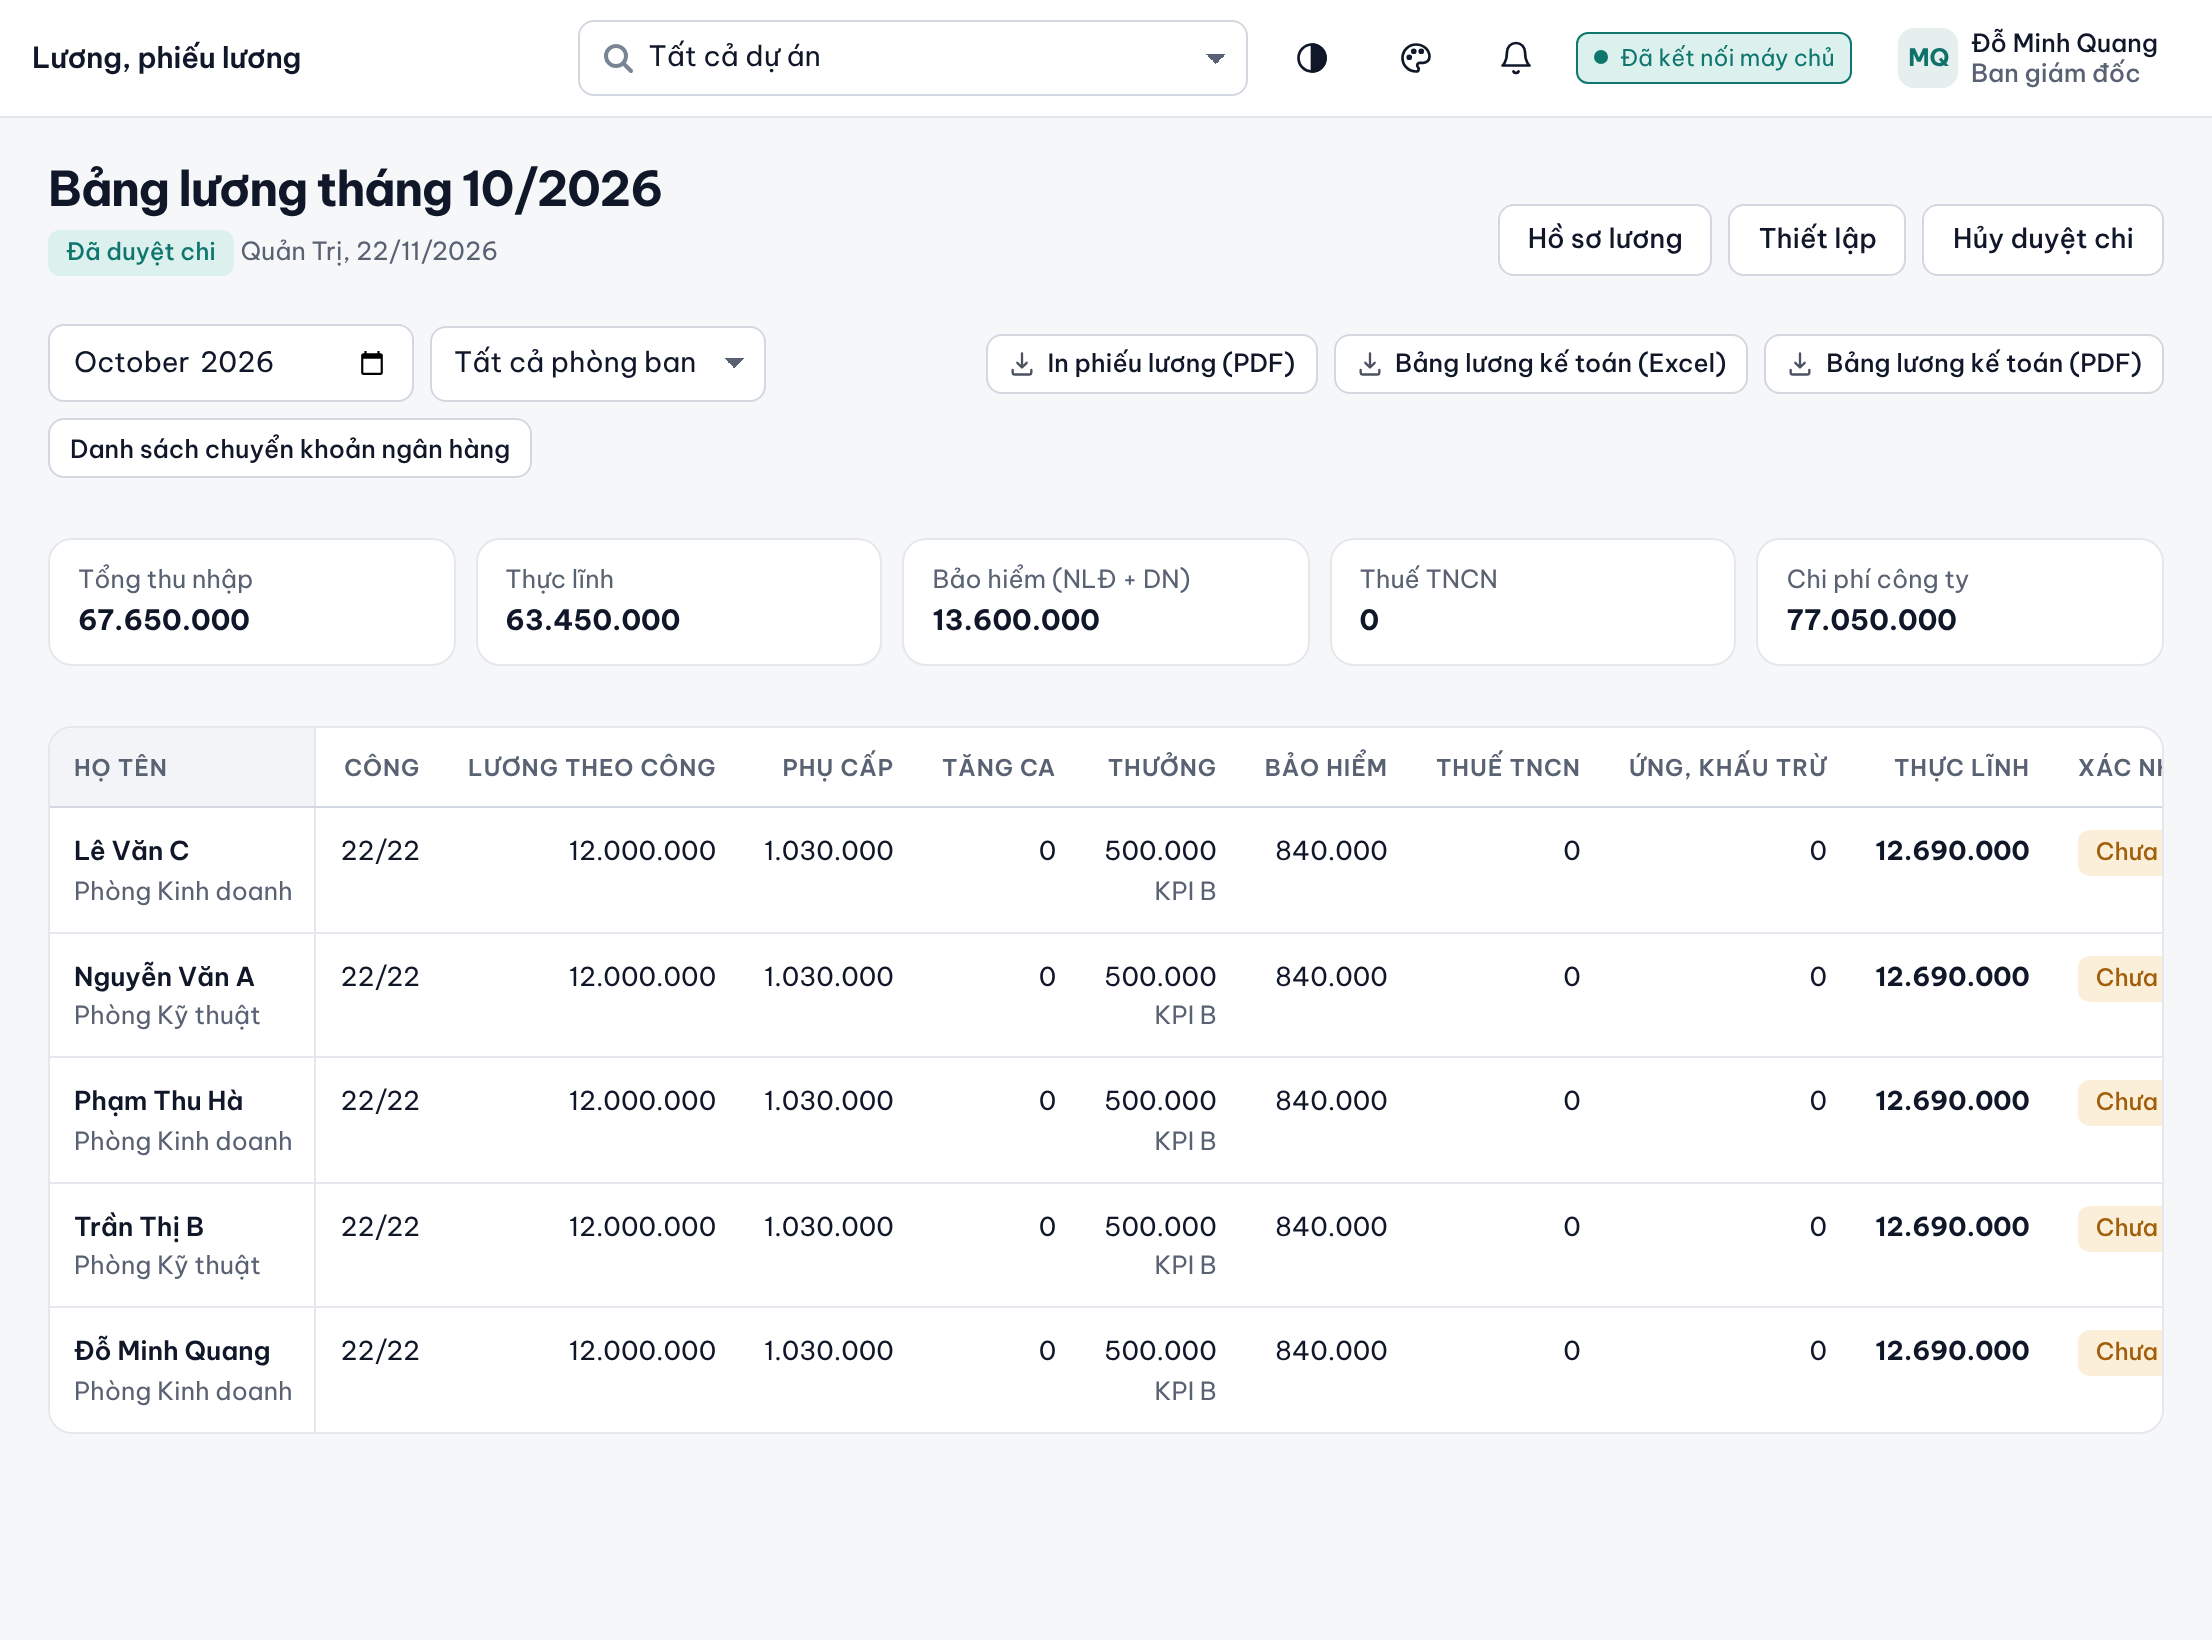 Lương, phiếu lương
Tất cả dự án
Đã kết nối máy chủ
MQ
Đỗ Minh Quang
Ban giám đốc
Bảng lương tháng 10/2026
Đã duyệt chi Quản Trị, 22/11/2026
Hồ sơ lương
Thiết lập
Hủy duyệt chi
October 2026
Tất cả phòng ban
In phiếu lương (PDF)
Bảng lương kế toán (Excel)
Bảng lương kế toán (PDF)
Danh sách chuyển khoản ngân hàng
Tổng thu nhập
67.650.000
Thực lĩnh
63.450.000
Bảo hiểm (NLĐ + DN)
13.600.000
Thuế TNCN
0
Chi phí công ty
77.050.000
HỌ TÊN CÔNG LƯƠNG THEO CÔNG PHỤ CẤP TĂNG CA THƯỞNG BẢO HIỂM THUẾ TNCN ỨNG, KHẤU TRỪ THỰC LĨNH XÁC
Lê Văn C 22/22 12.000.000 1.030.000 0 500.000 840.000 0 0 12.690.000 Chưa
Phòng Kinh doanh KPI B
Nguyễn Văn A 22/22 12.000.000 1.030.000 0 500.000 840.000 0 0 12.690.000 Chưa
Phòng Kỹ thuật KPI B
Phạm Thu Hà 22/22 12.000.000 1.030.000 0 500.000 840.000 0 0 12.690.000 Chưa
Phòng Kinh doanh KPI B
Trần Thị B 22/22 12.000.000 1.030.000 0 500.000 840.000 0 0 12.690.000 Chưa
Phòng Kỹ thuật KPI B
Đỗ Minh Quang 22/22 12.000.000 1.030.000 0 500.000 840.000 0 0 12.690.000 Chưa
Phòng Kinh doanh KPI B